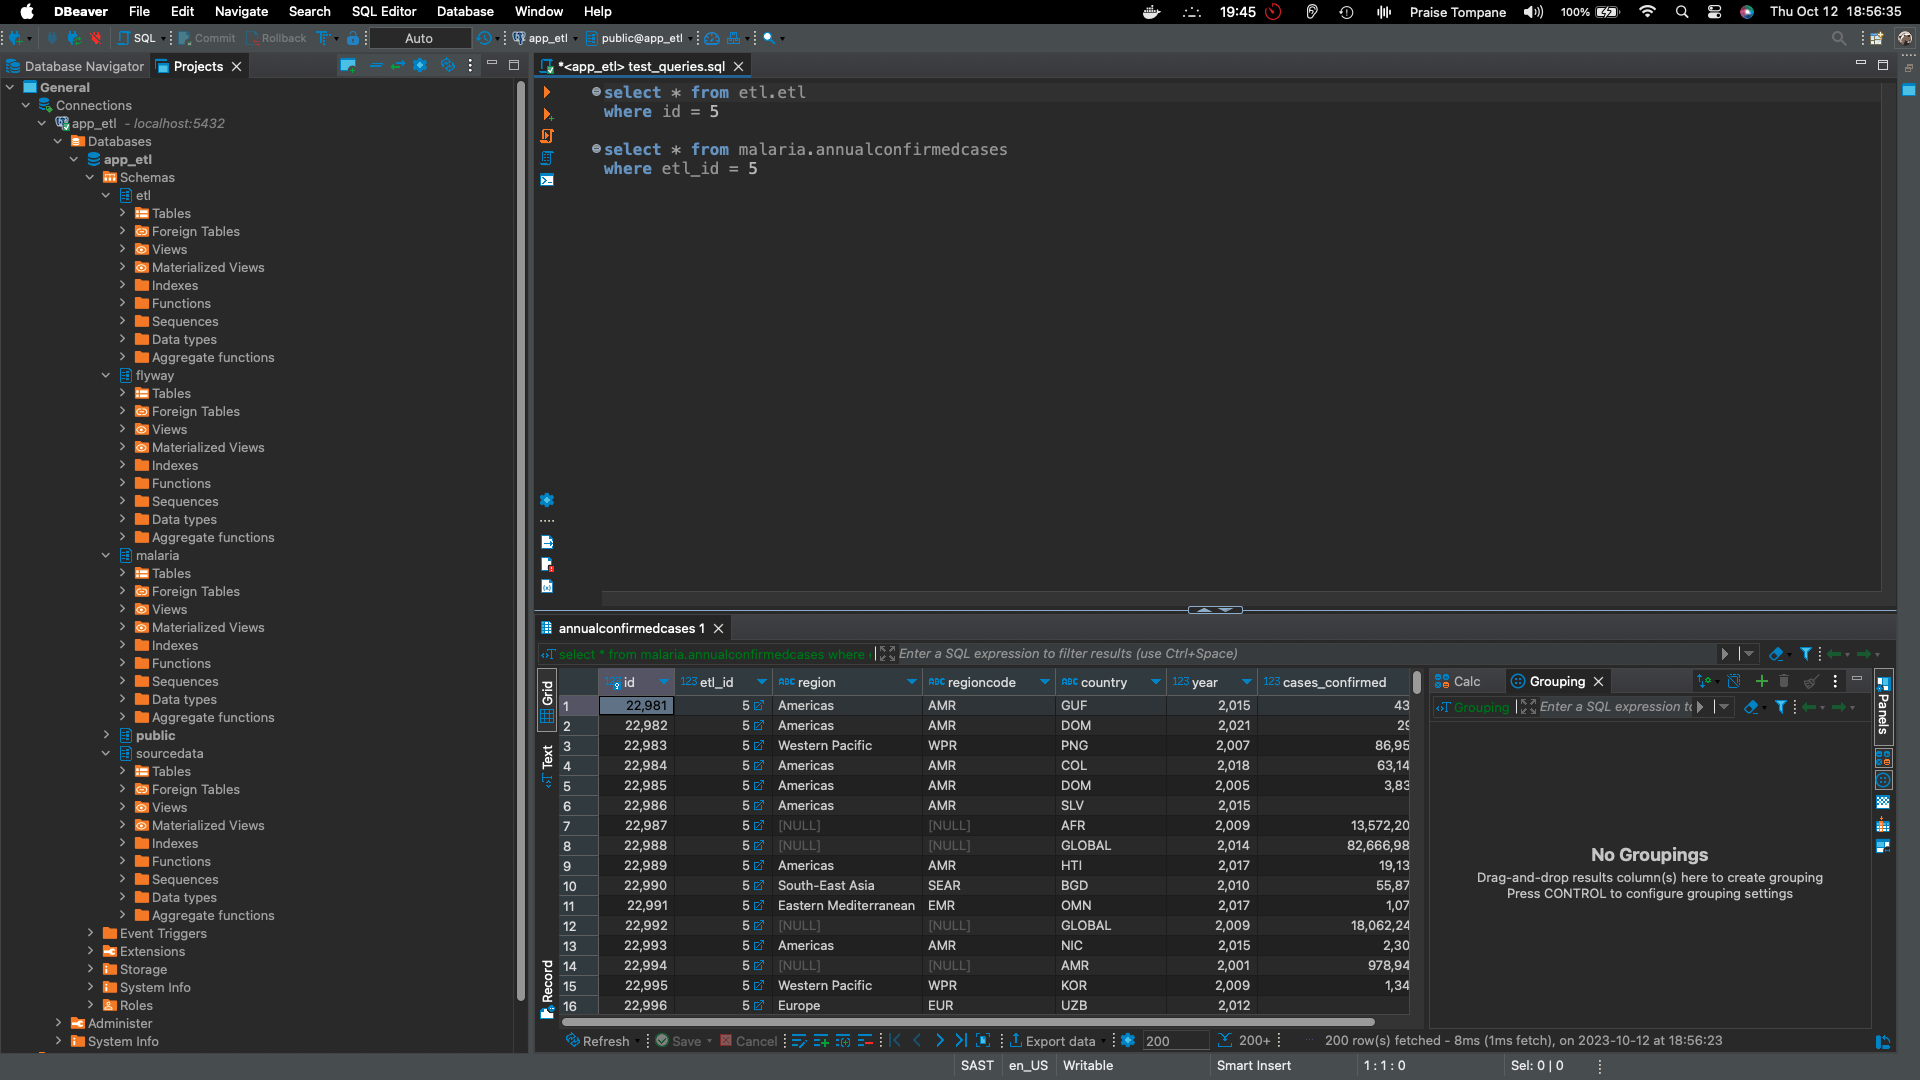 DBeaver File Edit Navigate Search SQL Editor Database Window Help 19:45 Praise Tompane 100% Thu Oct 12 18:56:35
SQL Commit Rollback Auto app_etl public@app_etl
Database Navigator Projects
General
Connections
app_etl - localhost:5432
Databases
app_etl
Schemas
etl
Tables
Foreign Tables
Views
Materialized Views
Indexes
Functions
Sequences
Data types
Aggregate functions
flyway
Tables
Foreign Tables
Views
Materialized Views
Indexes
Functions
Sequences
Data types
Aggregate functions
malaria
Tables
Foreign Tables
Views
Materialized Views
Indexes
Functions
Sequences
Data types
Aggregate functions
public
sourcedata
Tables
Foreign Tables
Views
Materialized Views
Indexes
Functions
Sequences
Data types
Aggregate functions
Event Triggers
Extensions
Storage
System Info
Roles
Administer
System Info
*<app_etl> test_queries.sql
select * from etl.etl
where id = 5
select * from malaria.annualconfirmedcases
where etl_id = 5
annualconfirmedcases 1
select * from malaria.annualconfirmedcases where Enter a SQL expression to filter results (use Ctrl+Space)
Grid
Text
Record
id 123 etl_id ABC region ABC regioncode ABC country 123 year 123 cases_confirmed
1 22,981 5 Americas AMR GUF 2,015 43
2 22,982 5 Americas AMR DOM 2,021 29
3 22,983 5 Western Pacific WPR PNG 2,007 86,95
4 22,984 5 Americas AMR COL 2,018 63,14
5 22,985 5 Americas AMR DOM 2,005 3,83
6 22,986 5 Americas AMR SLV 2,015
7 22,987 5 [NULL] [NULL] AFR 2,009 13,572,20
8 22,988 5 [NULL] [NULL] GLOBAL 2,014 82,666,98
9 22,989 5 Americas AMR HTI 2,017 19,13
10 22,990 5 South-East Asia SEAR BGD 2,010 55,87
11 22,991 5 Eastern Mediterranean EMR OMN 2,017 1,07
12 22,992 5 [NULL] [NULL] GLOBAL 2,009 18,062,24
13 22,993 5 Americas AMR NIC 2,015 2,30
14 22,994 5 [NULL] [NULL] AMR 2,001 978,94
15 22,995 5 Western Pacific WPR KOR 2,009 1,34
16 22,996 5 Europe EUR UZB 2,012
Calc Grouping
Grouping Enter a SQL expression to
No Groupings
Drag-and-drop results column(s) here to create grouping
Press CONTROL to configure grouping settings
Panels
Refresh Save Cancel Export data 200 200+ 200 row(s) fetched - 8ms (1ms fetch), on 2023-10-12 at 18:56:23
SAST en_US Writable Smart Insert 1 : 1 : 0 Sel: 0 | 0